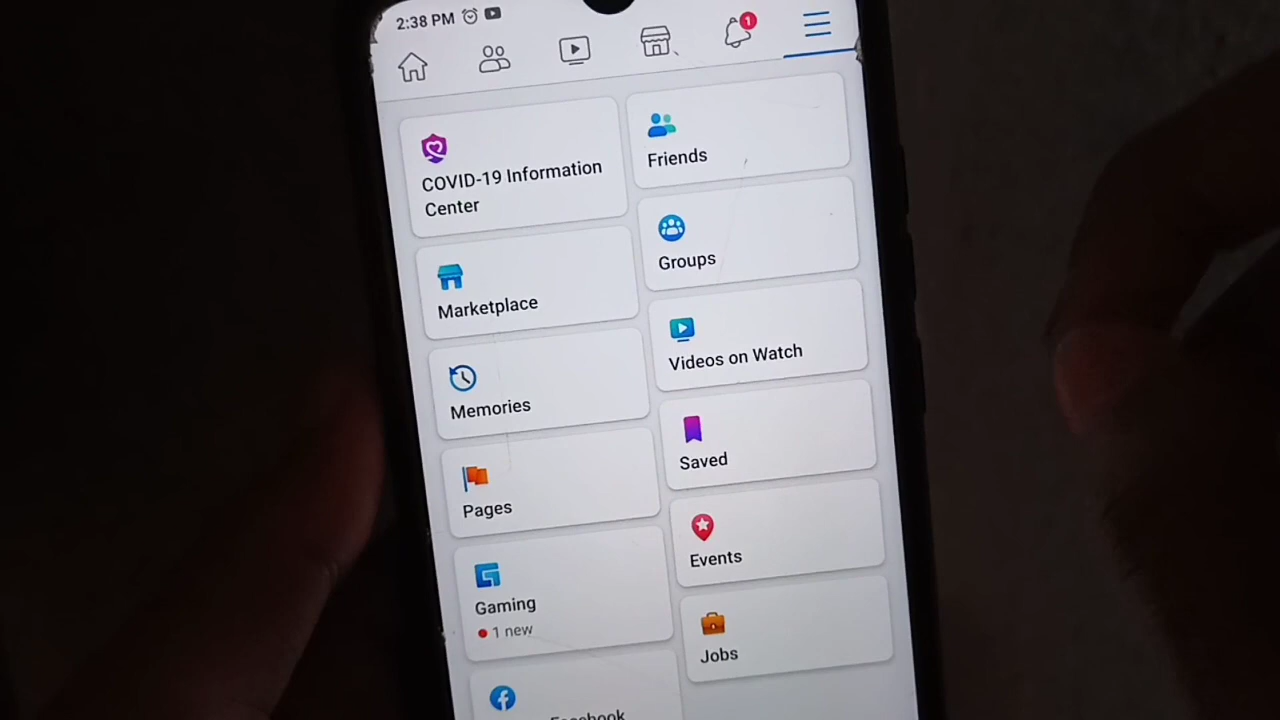 2:38 PM
1
COVID-19 Information
Center
Friends
Marketplace
Groups
Memories
Videos on Watch
Pages
Saved
Gaming
1 new
Events
Jobs
Facebook